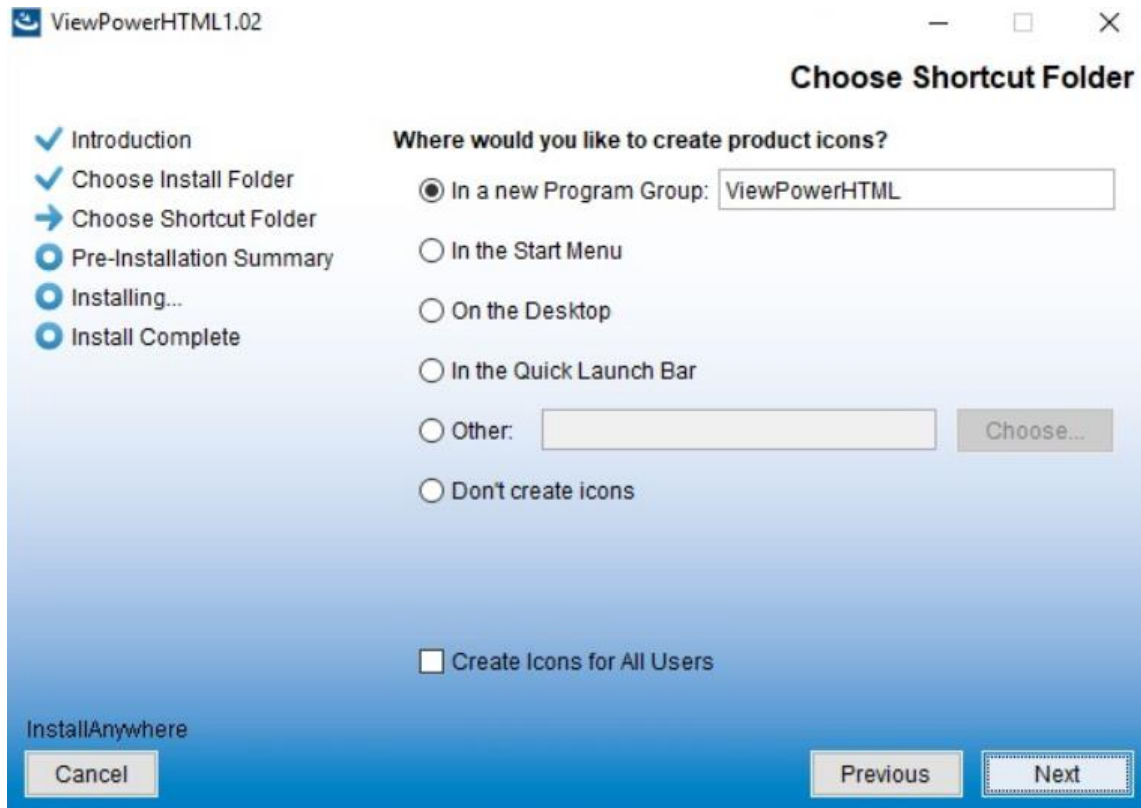 ViewPowerHTML1.02
Choose Shortcut Folder
Introduction
Choose Install Folder
Choose Shortcut Folder
Pre-Installation Summary
Installing...
Install Complete
Where would you like to create product icons?
In a new Program Group: ViewPowerHTML
In the Start Menu
On the Desktop
In the Quick Launch Bar
Other: Choose...
Don't create icons
Create Icons for All Users
InstallAnywhere
Cancel Previous Next